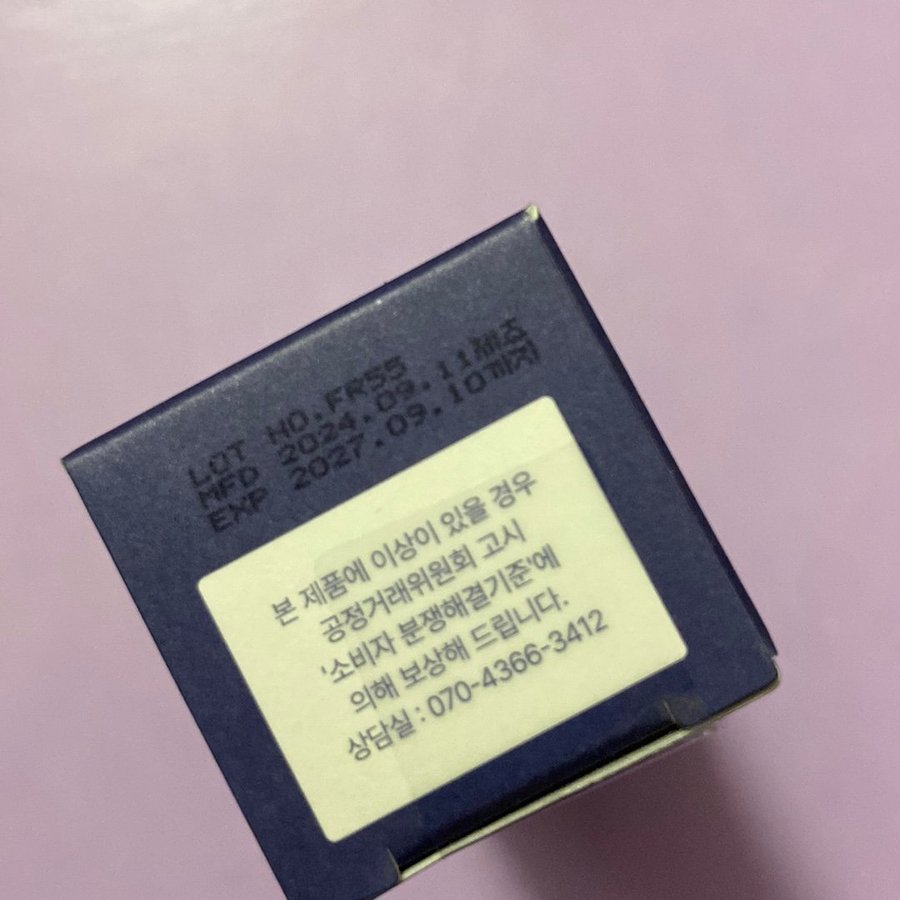 LOT NO.FR55
MFD 2024.09.11제조
EXP 2027.09.10까지
본 제품에 이상이 있을 경우
공정거래위원회 고시
'소비자 분쟁해결기준'에
의해 보상해 드립니다.
상담실 : 070-4366-3412